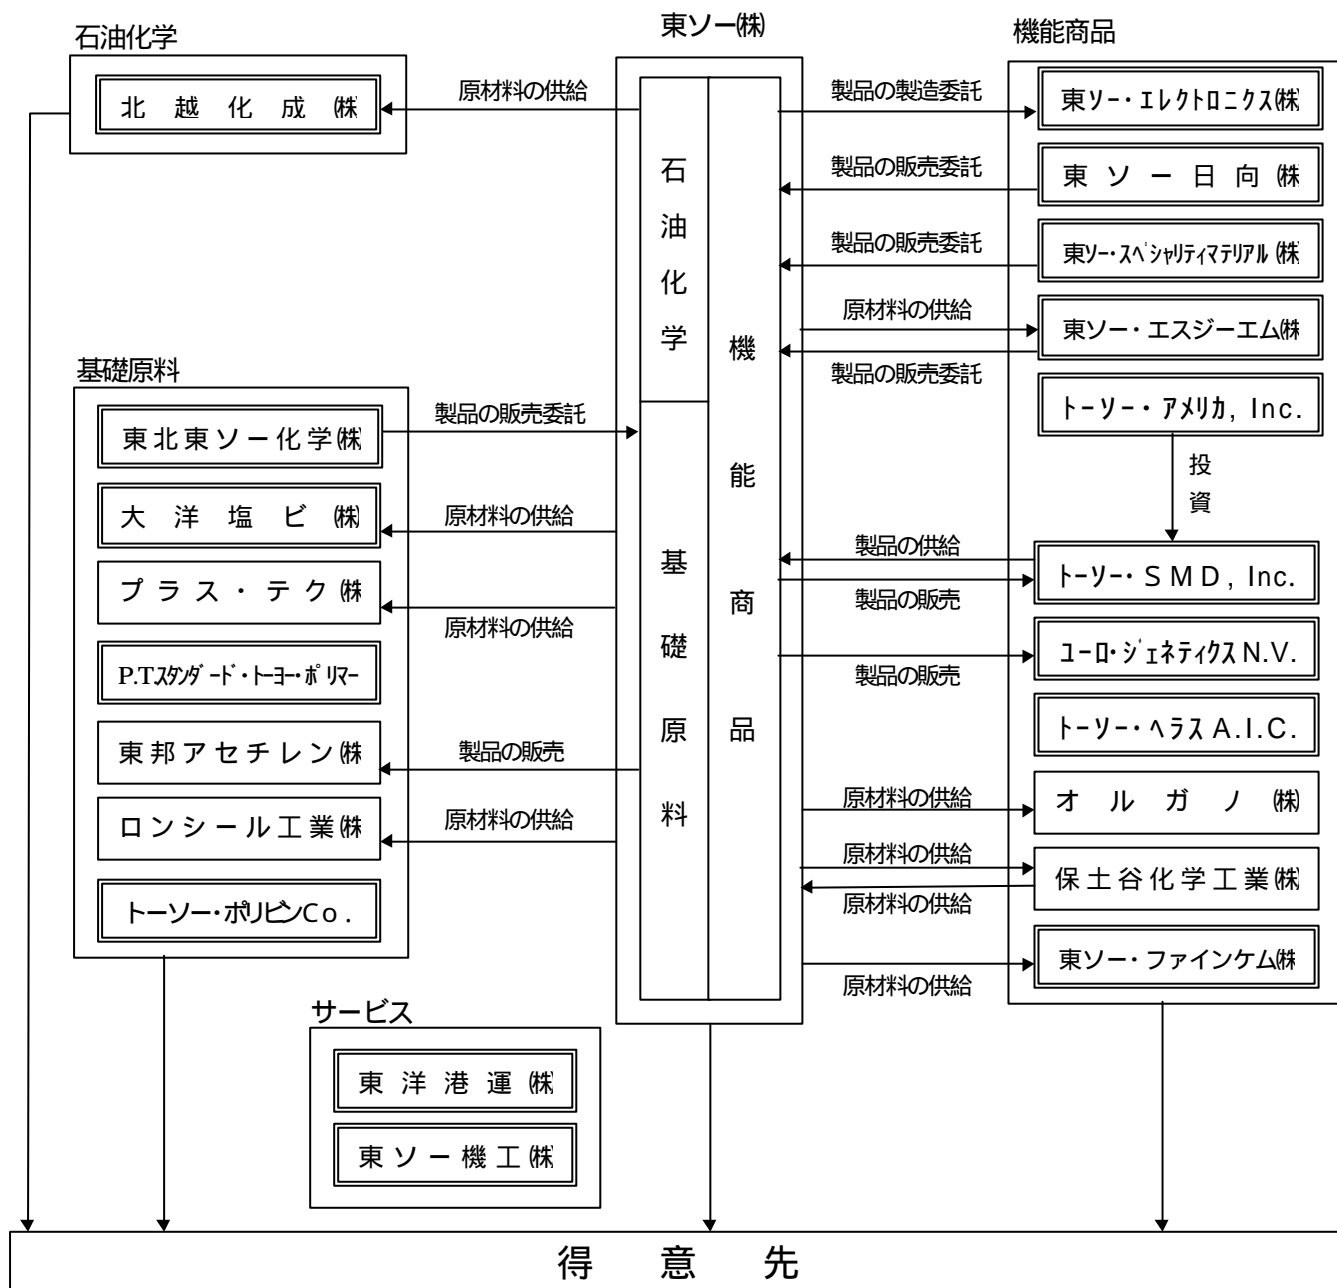 石油化学
東ソー㈱
機能商品
北越化成㈱
原材料の供給
石油化学
機能商品
基礎原料
製品の製造委託
東ソー・エレクトロニクス㈱
製品の販売委託
東ソー日向㈱
製品の販売委託
東ソー・スペシャリティマテリアル㈱
原材料の供給
東ソー・エスジーエム㈱
製品の販売委託
トーソー・アメリカ, Inc.
投資
基礎原料
東北東ソー化学㈱
製品の販売委託
大洋塩ビ㈱
原材料の供給
プラス・テク㈱
原材料の供給
P.T.スタンダード・トーヨーポリマー
東邦アセチレン㈱
製品の販売
ロンシール工業㈱
原材料の供給
トーソー・ポリビンCo.
製品の供給
トーソー・SMD, Inc.
製品の販売
ユーロ・ジェネティクス N.V.
製品の販売
トーソー・ヘラス A.I.C.
原材料の供給
オルガノ㈱
原材料の供給
保土谷化学工業㈱
原材料の供給
東ソー・ファインケム㈱
原材料の供給
サービス
東洋港運㈱
東ソー機工㈱
得意先